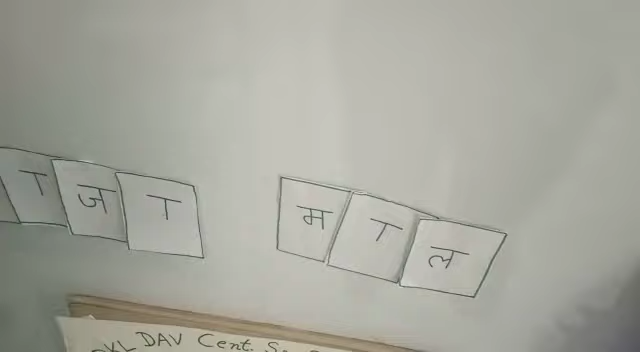 ा ज ा म ा ल
DAV Cent.